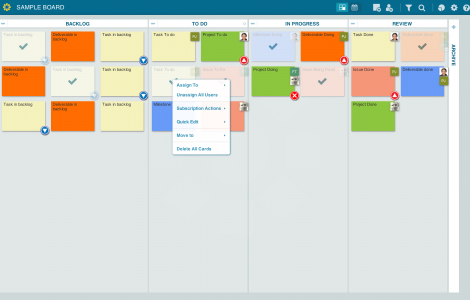 SAMPLE BOARD
BACKLOG
TO DO
IN PROGRESS
REVIEW
ARCHIVE
Task in backlog
Deliverable in backlog
Task in backlog
Task To do
Project To do
Deliverable Doing
Task Done
Deliverable in backlog
Task in backlog
Task To do
Project Doing
Issue Done
Deliverable done
Task in backlog
Deliverable in backlog
Task in backlog
Milestone
Project Done
Assign To
Unassign All Users
Subscription Actions
Quick Edit
Move to
Delete All Cards